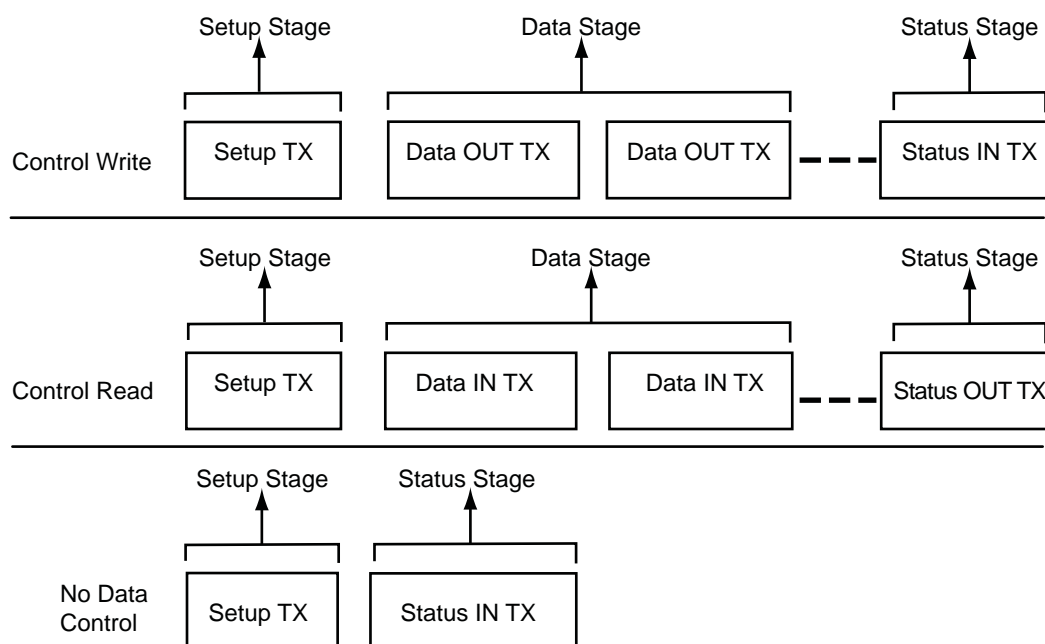 Setup Stage Data Stage Status Stage
Control Write Setup TX Data OUT TX Data OUT TX Status IN TX
Setup Stage Data Stage Status Stage
Control Read Setup TX Data IN TX Data IN TX Status OUT TX
Setup Stage Status Stage
No Data
Control Setup TX Status IN TX